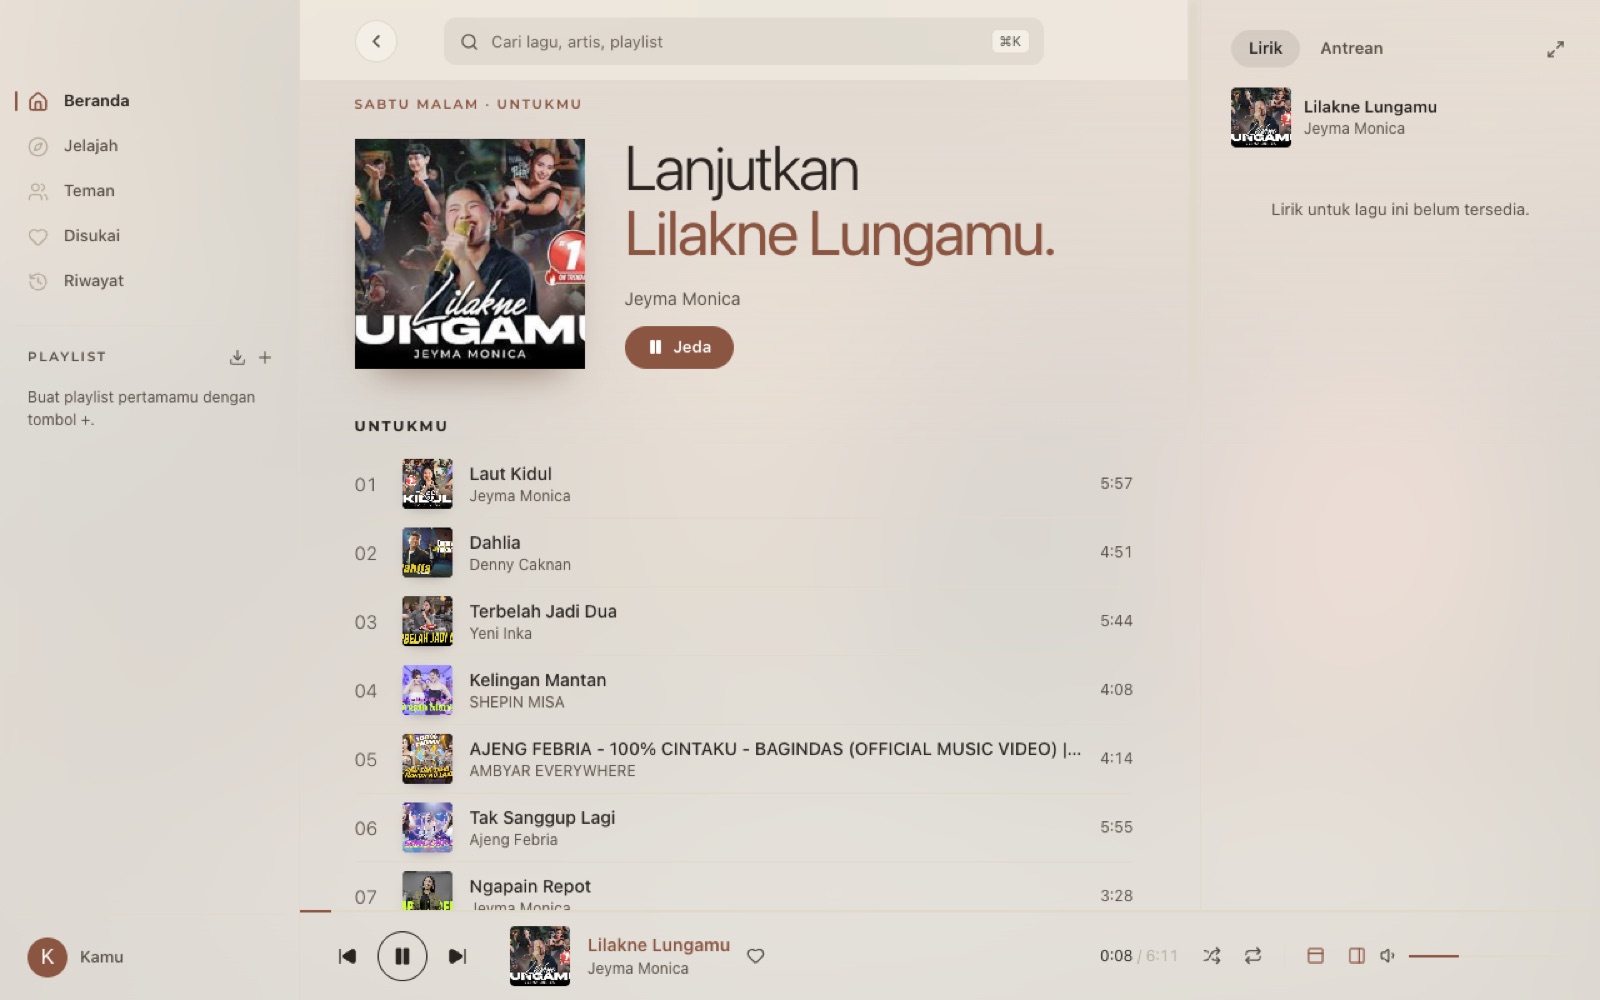 Beranda
Jelajah
Teman
Disukai
Riwayat
PLAYLIST
Buat playlist pertamamu dengan
tombol +.
K
Kamu
Cari lagu, artis, playlist
⌘K
SABTU MALAM · UNTUKMU
Lilakne
UNGAMU
JEYMA MONICA
Lanjutkan
Lilakne Lungamu.
Jeyma Monica
Jeda
UNTUKMU
01
Laut Kidul
Jeyma Monica
5:57
02
Dahlia
Denny Caknan
4:51
03
Terbelah Jadi Dua
Yeni Inka
5:44
04
Kelingan Mantan
SHEPIN MISA
4:08
05
AJENG FEBRIA - 100% CINTAKU - BAGINDAS (OFFICIAL MUSIC VIDEO) |...
AMBYAR EVERYWHERE
4:14
06
Tak Sanggup Lagi
Ajeng Febria
5:55
07
Ngapain Repot
Jeyma Monica
3:28
Lilakne Lungamu
Jeyma Monica
0:08 / 6:11
Lirik
Antrean
Lilakne Lungamu
Jeyma Monica
Lirik untuk lagu ini belum tersedia.